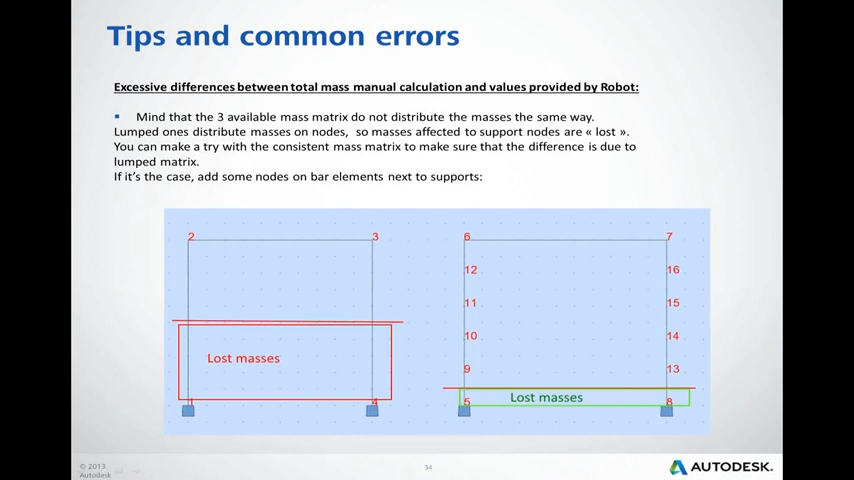 Tips and common errors
Excessive differences between total mass manual calculation and values provided by Robot:
Mind that the 3 available mass matrix do not distribute the masses the same way.
Lumped ones distribute masses on nodes, so masses affected to support nodes are « lost ».
You can make a try with the consistent mass matrix to make sure that the difference is due to
lumped matrix.
If it's the case, add some nodes on bar elements next to supports:
2 3 6 7
12 16
11 15
10 14
Lost masses
9 13
Lost masses
1 4 5 8
© 2013
Autodesk
34
AUTODESK.